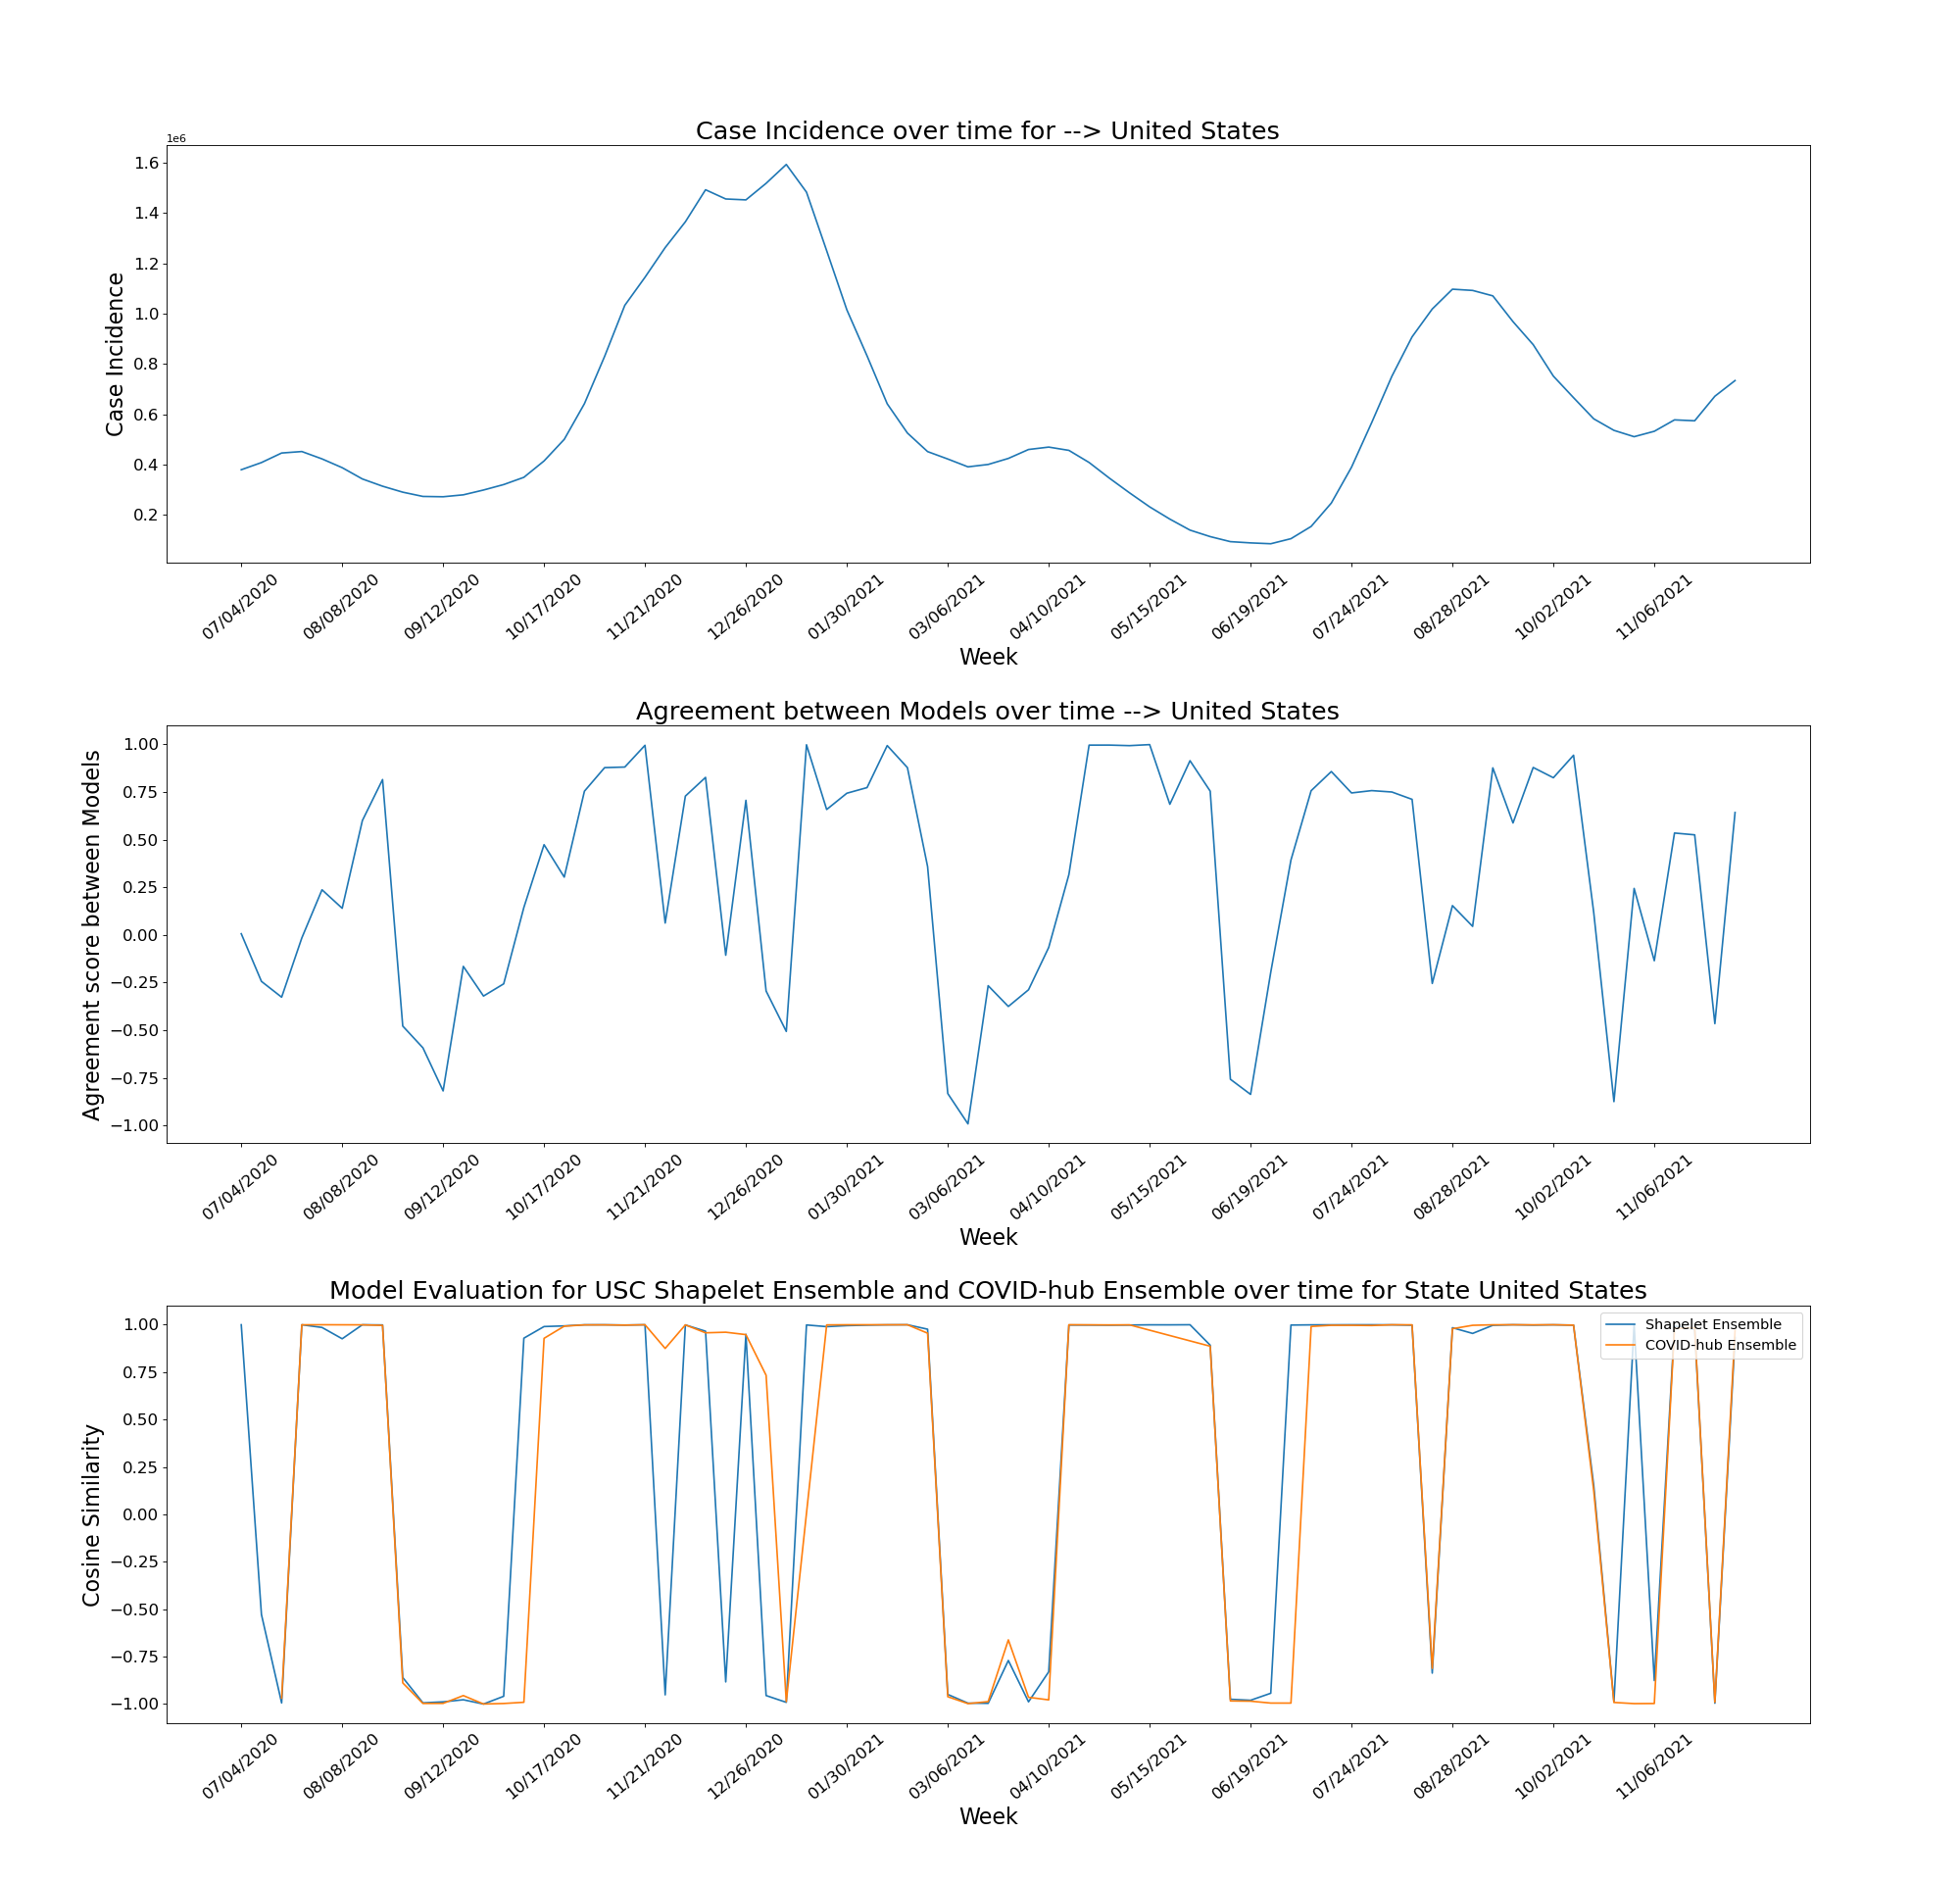 Case Incidence over time for --> United States
1e6
1.6
1.4
1.2
1.0
0.8
0.6
0.4
0.2
Case Incidence
07/04/2020 08/08/2020 09/12/2020 10/17/2020 11/21/2020 12/26/2020 01/30/2021 03/06/2021 04/10/2021 05/15/2021 06/19/2021 07/24/2021 08/28/2021 10/02/2021 11/06/2021
Week
Agreement between Models over time --> United States
1.00
0.75
0.50
0.25
0.00
−0.25
−0.50
−0.75
−1.00
Agreement score between Models
07/04/2020 08/08/2020 09/12/2020 10/17/2020 11/21/2020 12/26/2020 01/30/2021 03/06/2021 04/10/2021 05/15/2021 06/19/2021 07/24/2021 08/28/2021 10/02/2021 11/06/2021
Week
Model Evaluation for USC Shapelet Ensemble and COVID-hub Ensemble over time for State United States
1.00
0.75
0.50
0.25
0.00
−0.25
−0.50
−0.75
−1.00
Cosine Similarity
Shapelet Ensemble
COVID-hub Ensemble
07/04/2020 08/08/2020 09/12/2020 10/17/2020 11/21/2020 12/26/2020 01/30/2021 03/06/2021 04/10/2021 05/15/2021 06/19/2021 07/24/2021 08/28/2021 10/02/2021 11/06/2021
Week